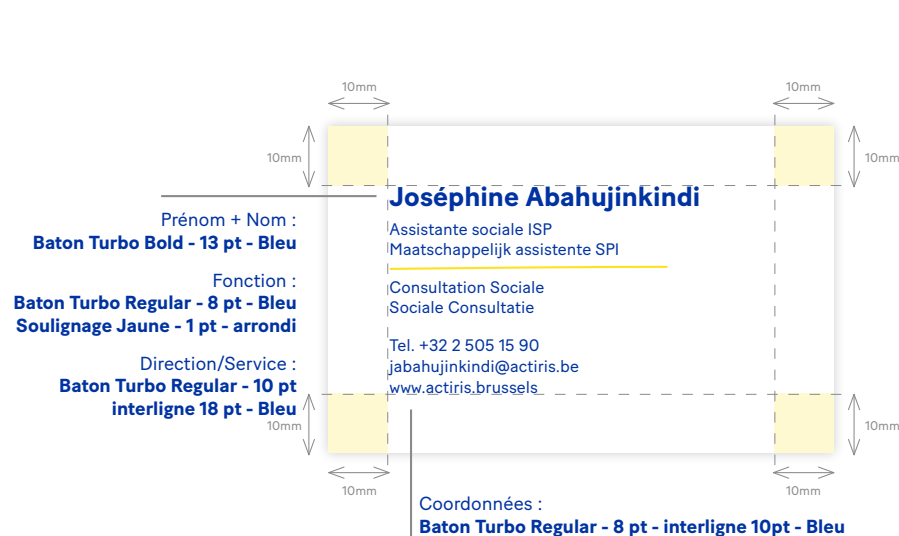 10mm
10mm
10mm
10mm
Joséphine Abahujinkindi
Prénom + Nom :
Baton Turbo Bold - 13 pt - Bleu
Assistante sociale ISP
Maatschappelijk assistente SPI
Fonction :
Baton Turbo Regular - 8 pt - Bleu
Soulignage Jaune - 1 pt - arrondi
Consultation Sociale
Sociale Consultatie
Direction/Service :
Baton Turbo Regular - 10 pt
interligne 18 pt - Bleu
Tel. +32 2 505 15 90
jabahujinkindi@actiris.be
www.actiris.brussels
10mm
10mm
10mm
10mm
Coordonnées :
Baton Turbo Regular - 8 pt - interligne 10pt - Bleu